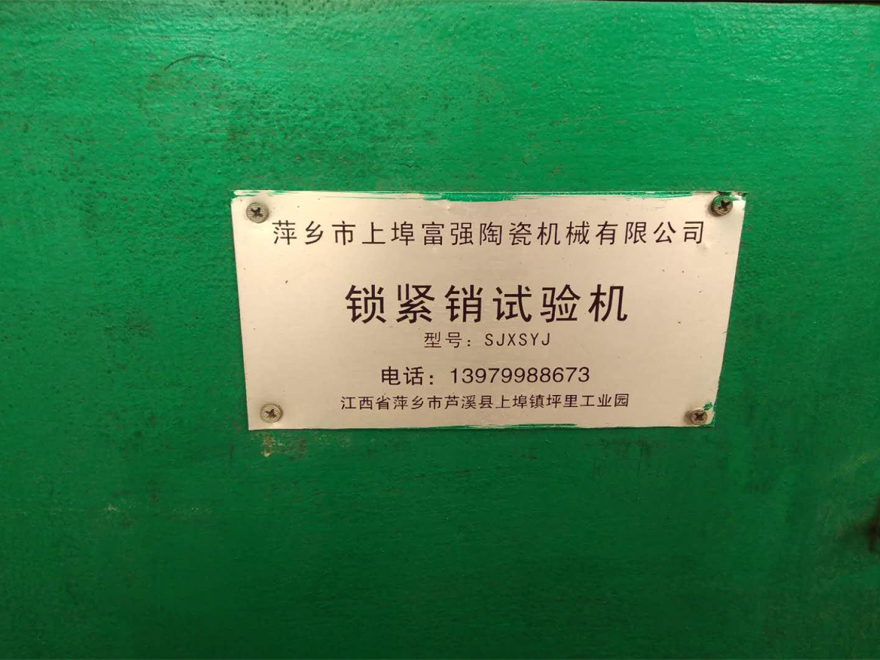 萍乡市上埠富强陶瓷机械有限公司
锁紧销试验机
型号：SJXSYJ
电话：13979988673
江西省萍乡市芦溪县上埠镇坪里工业园